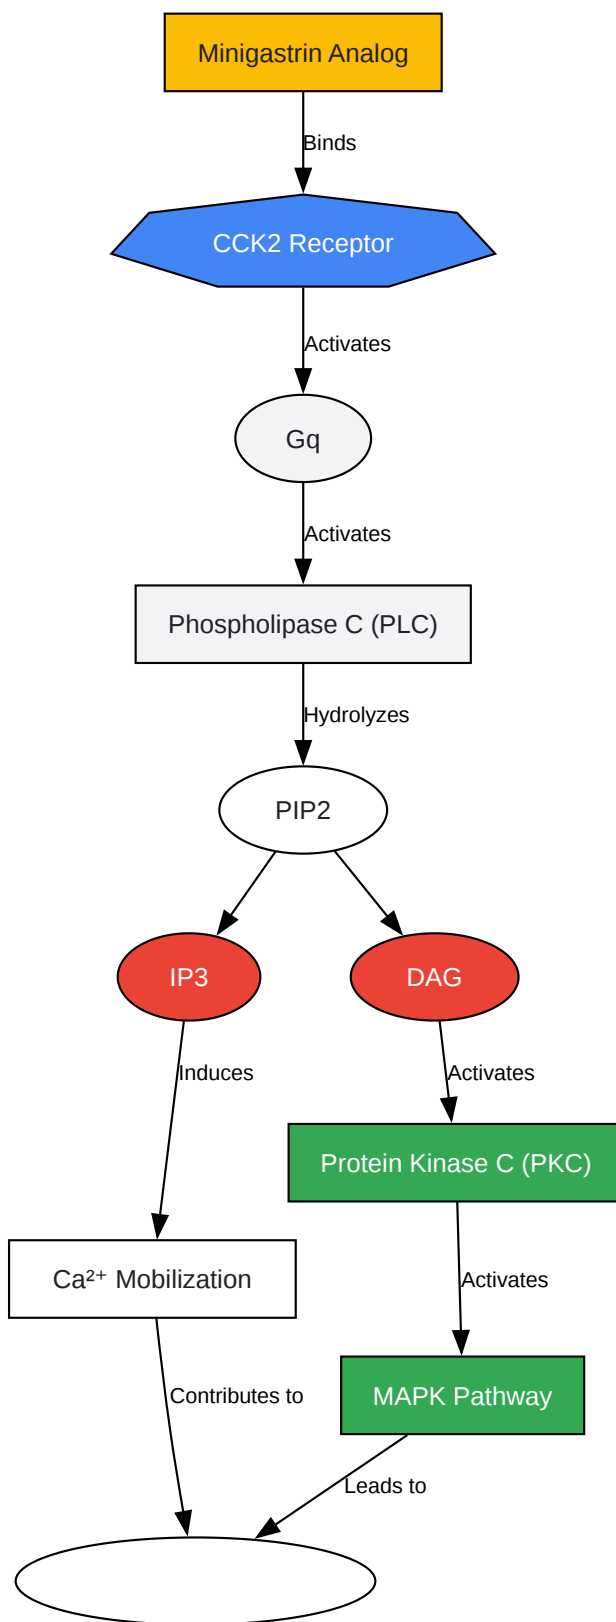 Minigastrin Analog
Binds
CCK2 Receptor
Activates
Gq
Activates
Phospholipase C (PLC)
Hydrolyzes
PIP2
IP3
DAG
Induces
Activates
Protein Kinase C (PKC)
Ca²⁺ Mobilization
Activates
Contributes to
MAPK Pathway
Leads to